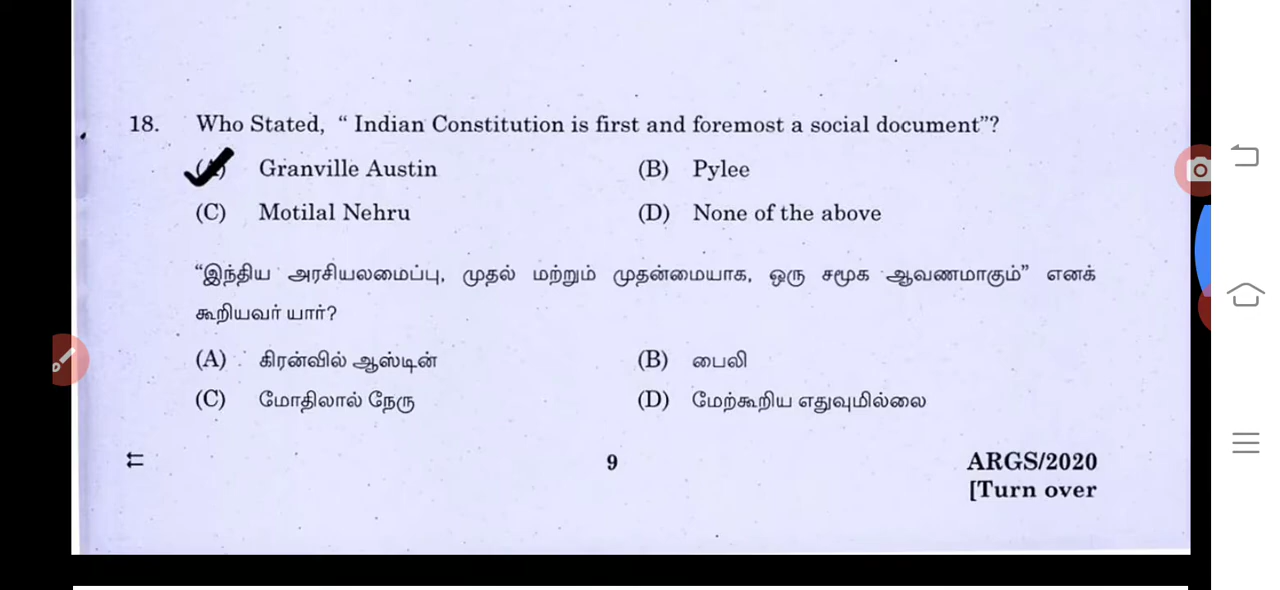 18. Who Stated, “ Indian Constitution is first and foremost a social document”?
(A) Granville Austin (B) Pylee
(C) Motilal Nehru (D) None of the above
“இந்திய அரசியலமைப்பு, முதல் மற்றும் முதன்மையாக, ஒரு சமூக ஆவணமாகும்” எனக்
கூறியவர் யார்?
(A) கிரன்வில் ஆஸ்டின் (B) பைலி
(C) மோதிலால் நேரு (D) மேற்கூறிய எதுவுமில்லை
9 ARGS/2020
[Turn over